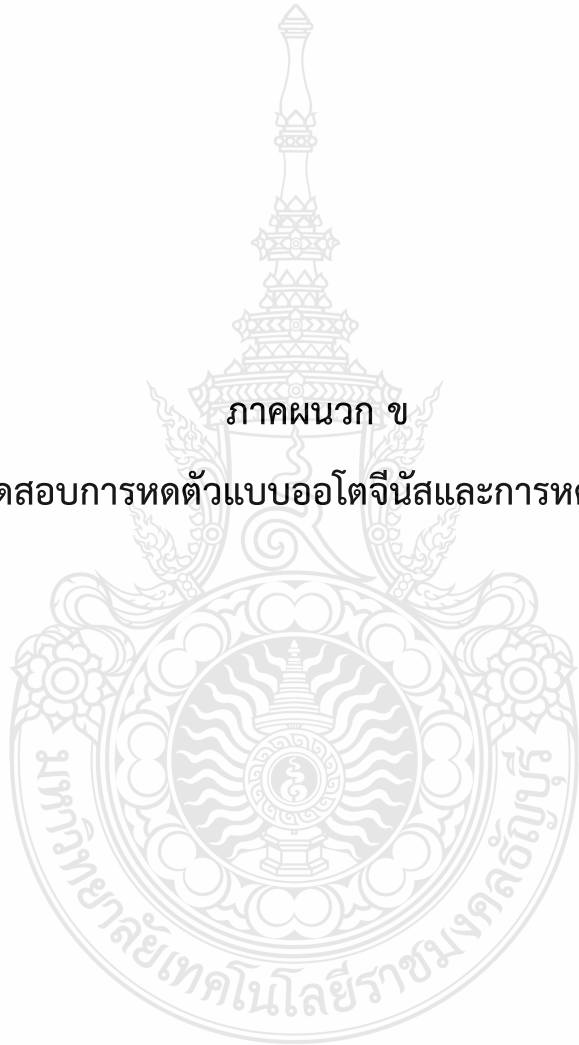 ภาคผนวก ข
ดสอบการหดตัวแบบออโตจีนัสและการหด
มหาวิทยาลัยเทคโนโลยีราชมงคลธัญบุรี